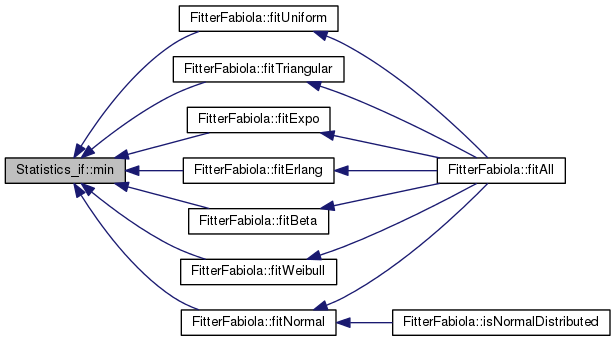 FitterFabiola::fitUniform
FitterFabiola::fitTriangular
FitterFabiola::fitExpo
Statistics_if::min
FitterFabiola::fitErlang
FitterFabiola::fitAll
FitterFabiola::fitBeta
FitterFabiola::fitWeibull
FitterFabiola::fitNormal
FitterFabiola::isNormalDistributed